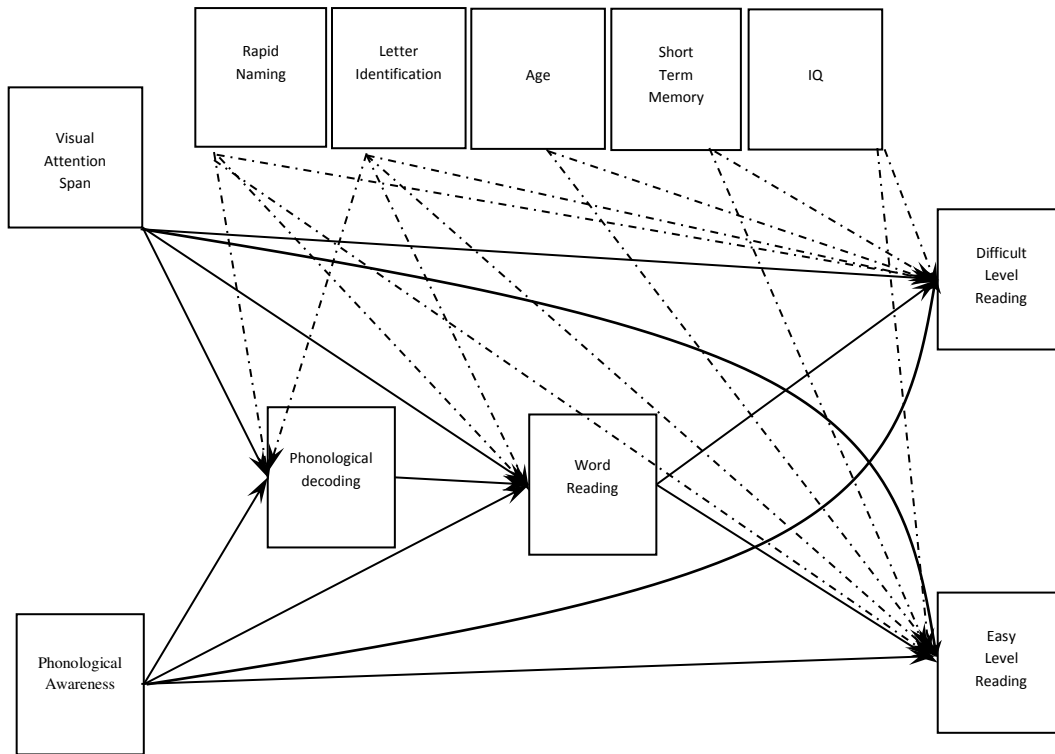 Rapid
Naming
Letter
Identification
Age
Short
Term
Memory
IQ
Visual
Attention
Span
Difficult
Level
Reading
Phonological
decoding
Word
Reading
Phonological
Awareness
Easy
Level
Reading